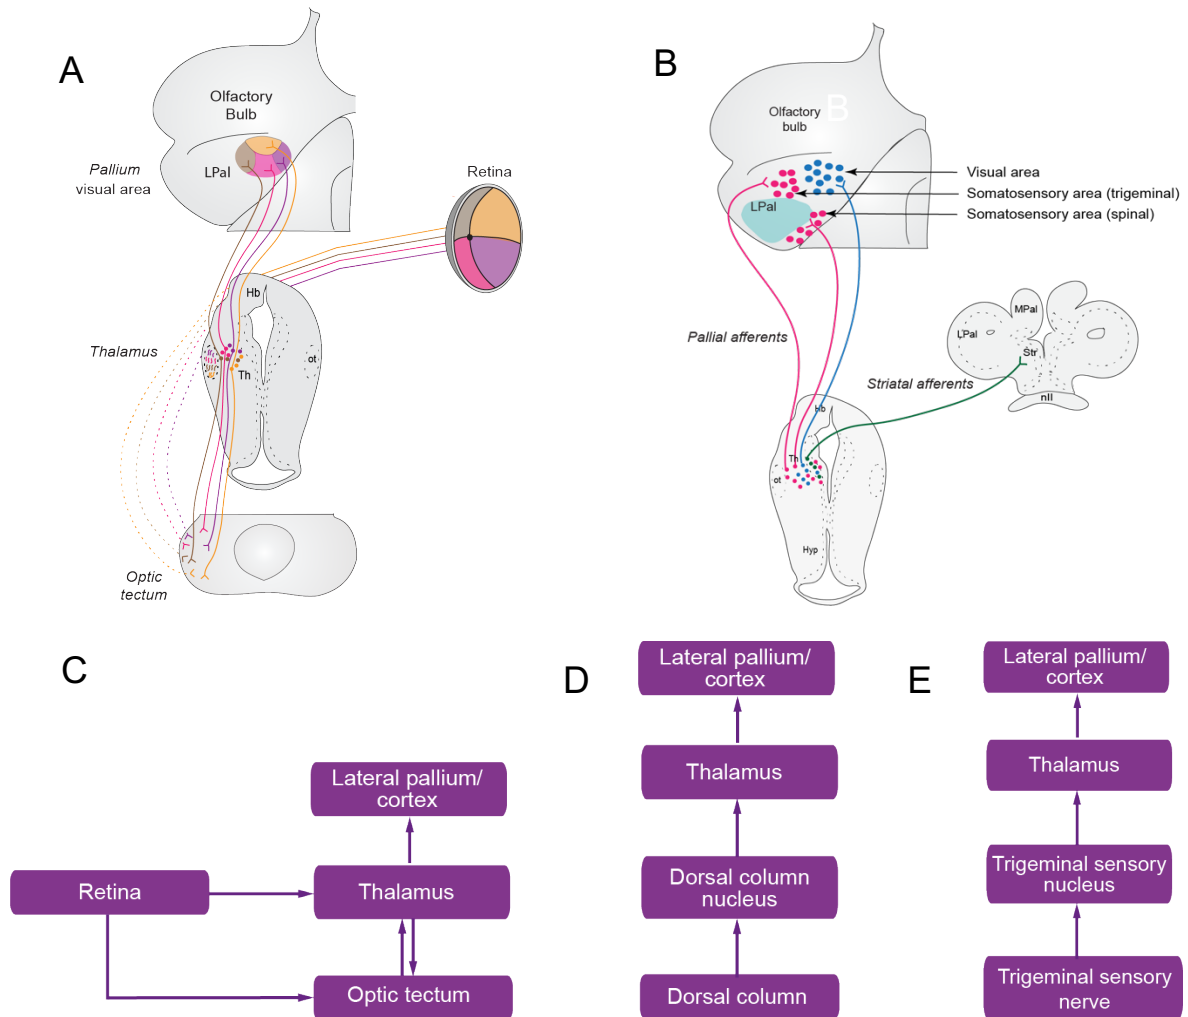 A
Olfactory
Bulb
Pallium
visual area
LPal
Retina
Hb
Thalamus
ot
Th
Optic
tectum
B
Olfactory
bulb
B
Visual area
Somatosensory area (trigeminal)
Somatosensory area (spinal)
LPal
Pallial afferents
MPal
LPal
Str
Striatal afferents
nII
Hb
Th
ot
Hyp
C
Lateral pallium/
cortex
Retina
Thalamus
Optic tectum
D
Lateral pallium/
cortex
Thalamus
Dorsal column
nucleus
Dorsal column
E
Lateral pallium/
cortex
Thalamus
Trigeminal sensory
nucleus
Trigeminal sensory
nerve